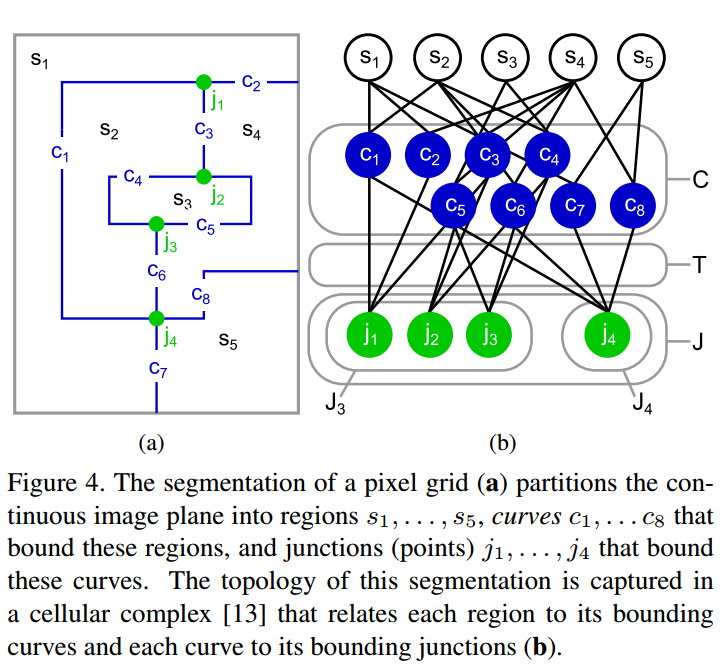 s1
c2
j1
s2
c3
s4
c1
c4
j2
s3
c5
j3
c6
c8
j4
s5
c7
(a)
s1 s2 s3 s4 s5
c1 c2 c3 c4
C
c5 c6 c7 c8
T
j1 j2 j3 j4
J
J3 J4
(b)
Figure 4. The segmentation of a pixel grid (a) partitions the con-
tinuous image plane into regions s1, . . . , s5, curves c1, . . . c8 that
bound these regions, and junctions (points) j1, . . . , j4 that bound
these curves. The topology of this segmentation is captured in
a cellular complex [13] that relates each region to its bounding
curves and each curve to its bounding junctions (b).